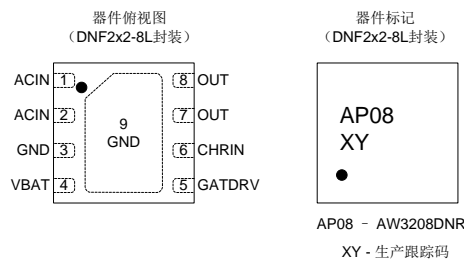 器件俯视图
（DNF2x2-8L封装）
ACIN 1
ACIN 2
GND 3
VBAT 4
9
GND
8 OUT
7 OUT
6 CHRIN
5 GATDRV
器件标记
（DNF2x2-8L封装）
AP08
XY
AP08 - AW3208DNR
XY - 生产跟踪码